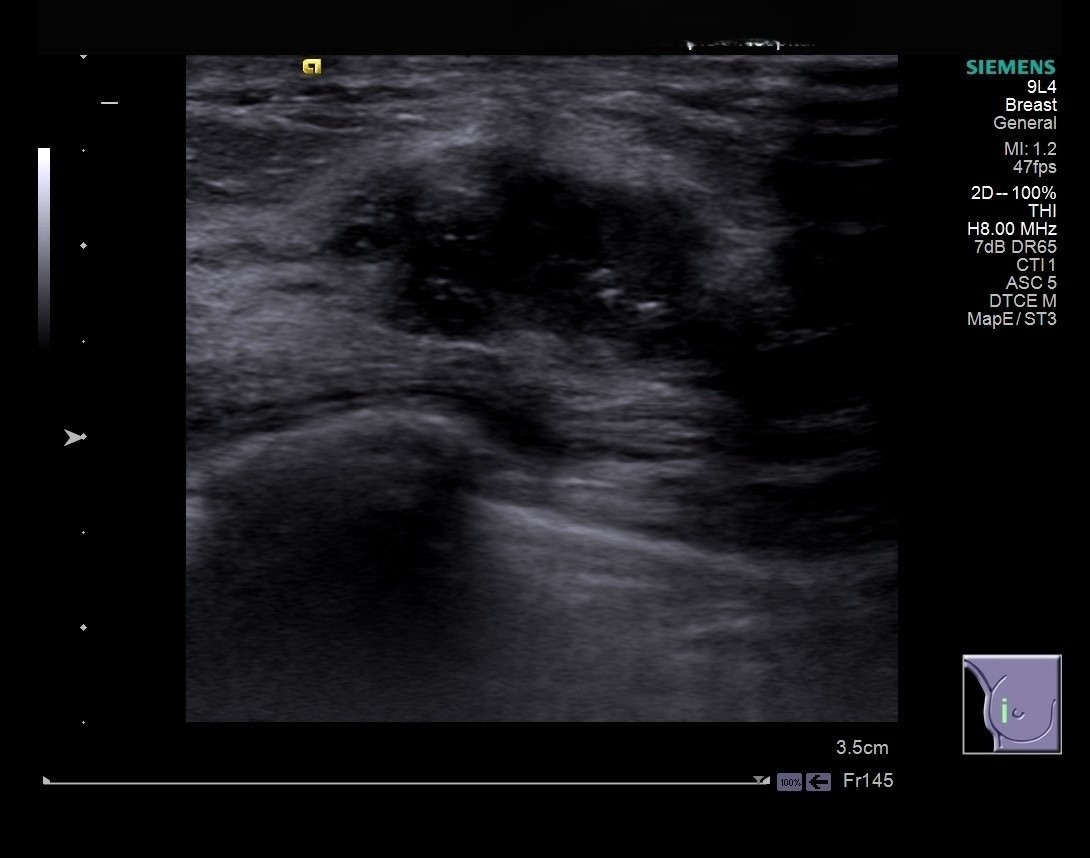 SIEMENS
9L4
Breast
General
MI: 1.2
47fps
2D--100%
THI
H8.00 MHz
7dB DR65
CTI 1
ASC 5
DTCE M
MapE / ST3
3.5cm
100%
Fr145